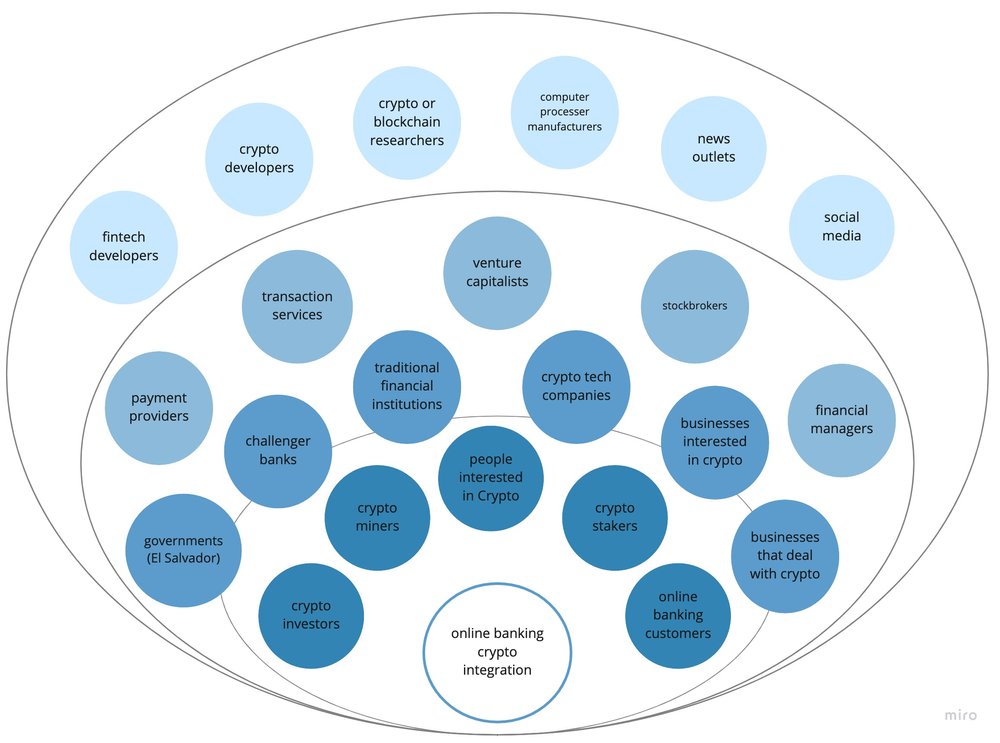 crypto or
blockchain
researchers
computer
processer
manufacturers
crypto
developers
news
outlets
fintech
developers
social
media
venture
capitalists
transaction
services
stockbrokers
traditional
financial
institutions
crypto tech
companies
payment
providers
financial
managers
challenger
banks
businesses
interested
in crypto
people
interested
in Crypto
crypto
miners
crypto
stakers
governments
(El Salvador)
businesses
that deal
with crypto
crypto
investors
online
banking
customers
online banking
crypto
integration
miro